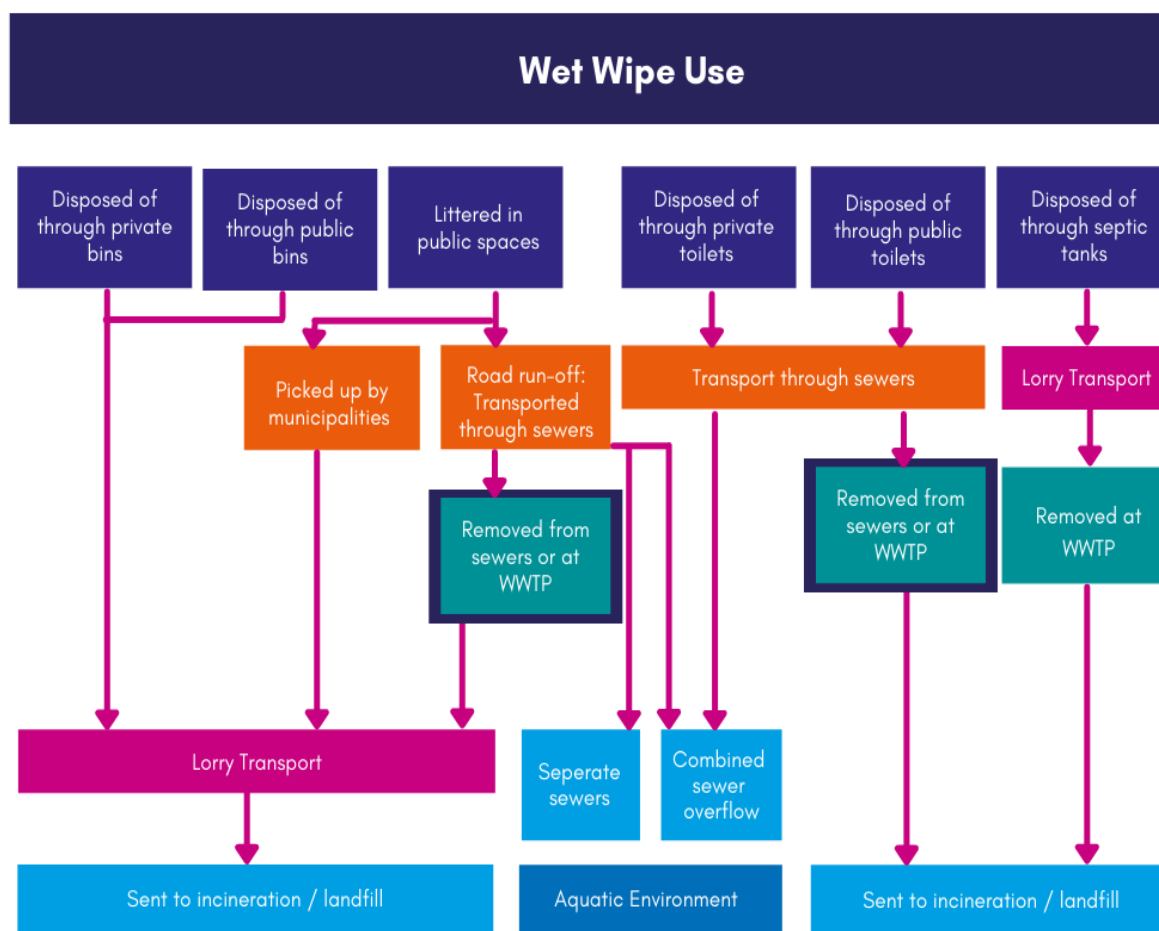 Wet Wipe Use
Disposed of
through private
bins
Disposed of
through public
bins
Littered in
public spaces
Disposed of
through private
toilets
Disposed of
through public
toilets
Disposed of
through septic
tanks
Picked up by
municipalities
Road run-off:
Transported
through sewers
Transport through sewers
Lorry Transport
Removed from
sewers or at
WWTP
Removed from
sewers or at
WWTP
Removed at
WWTP
Lorry Transport
Seperate
sewers
Combined
sewer
overflow
Sent to incineration / landfill
Aquatic Environment
Sent to incineration / landfill